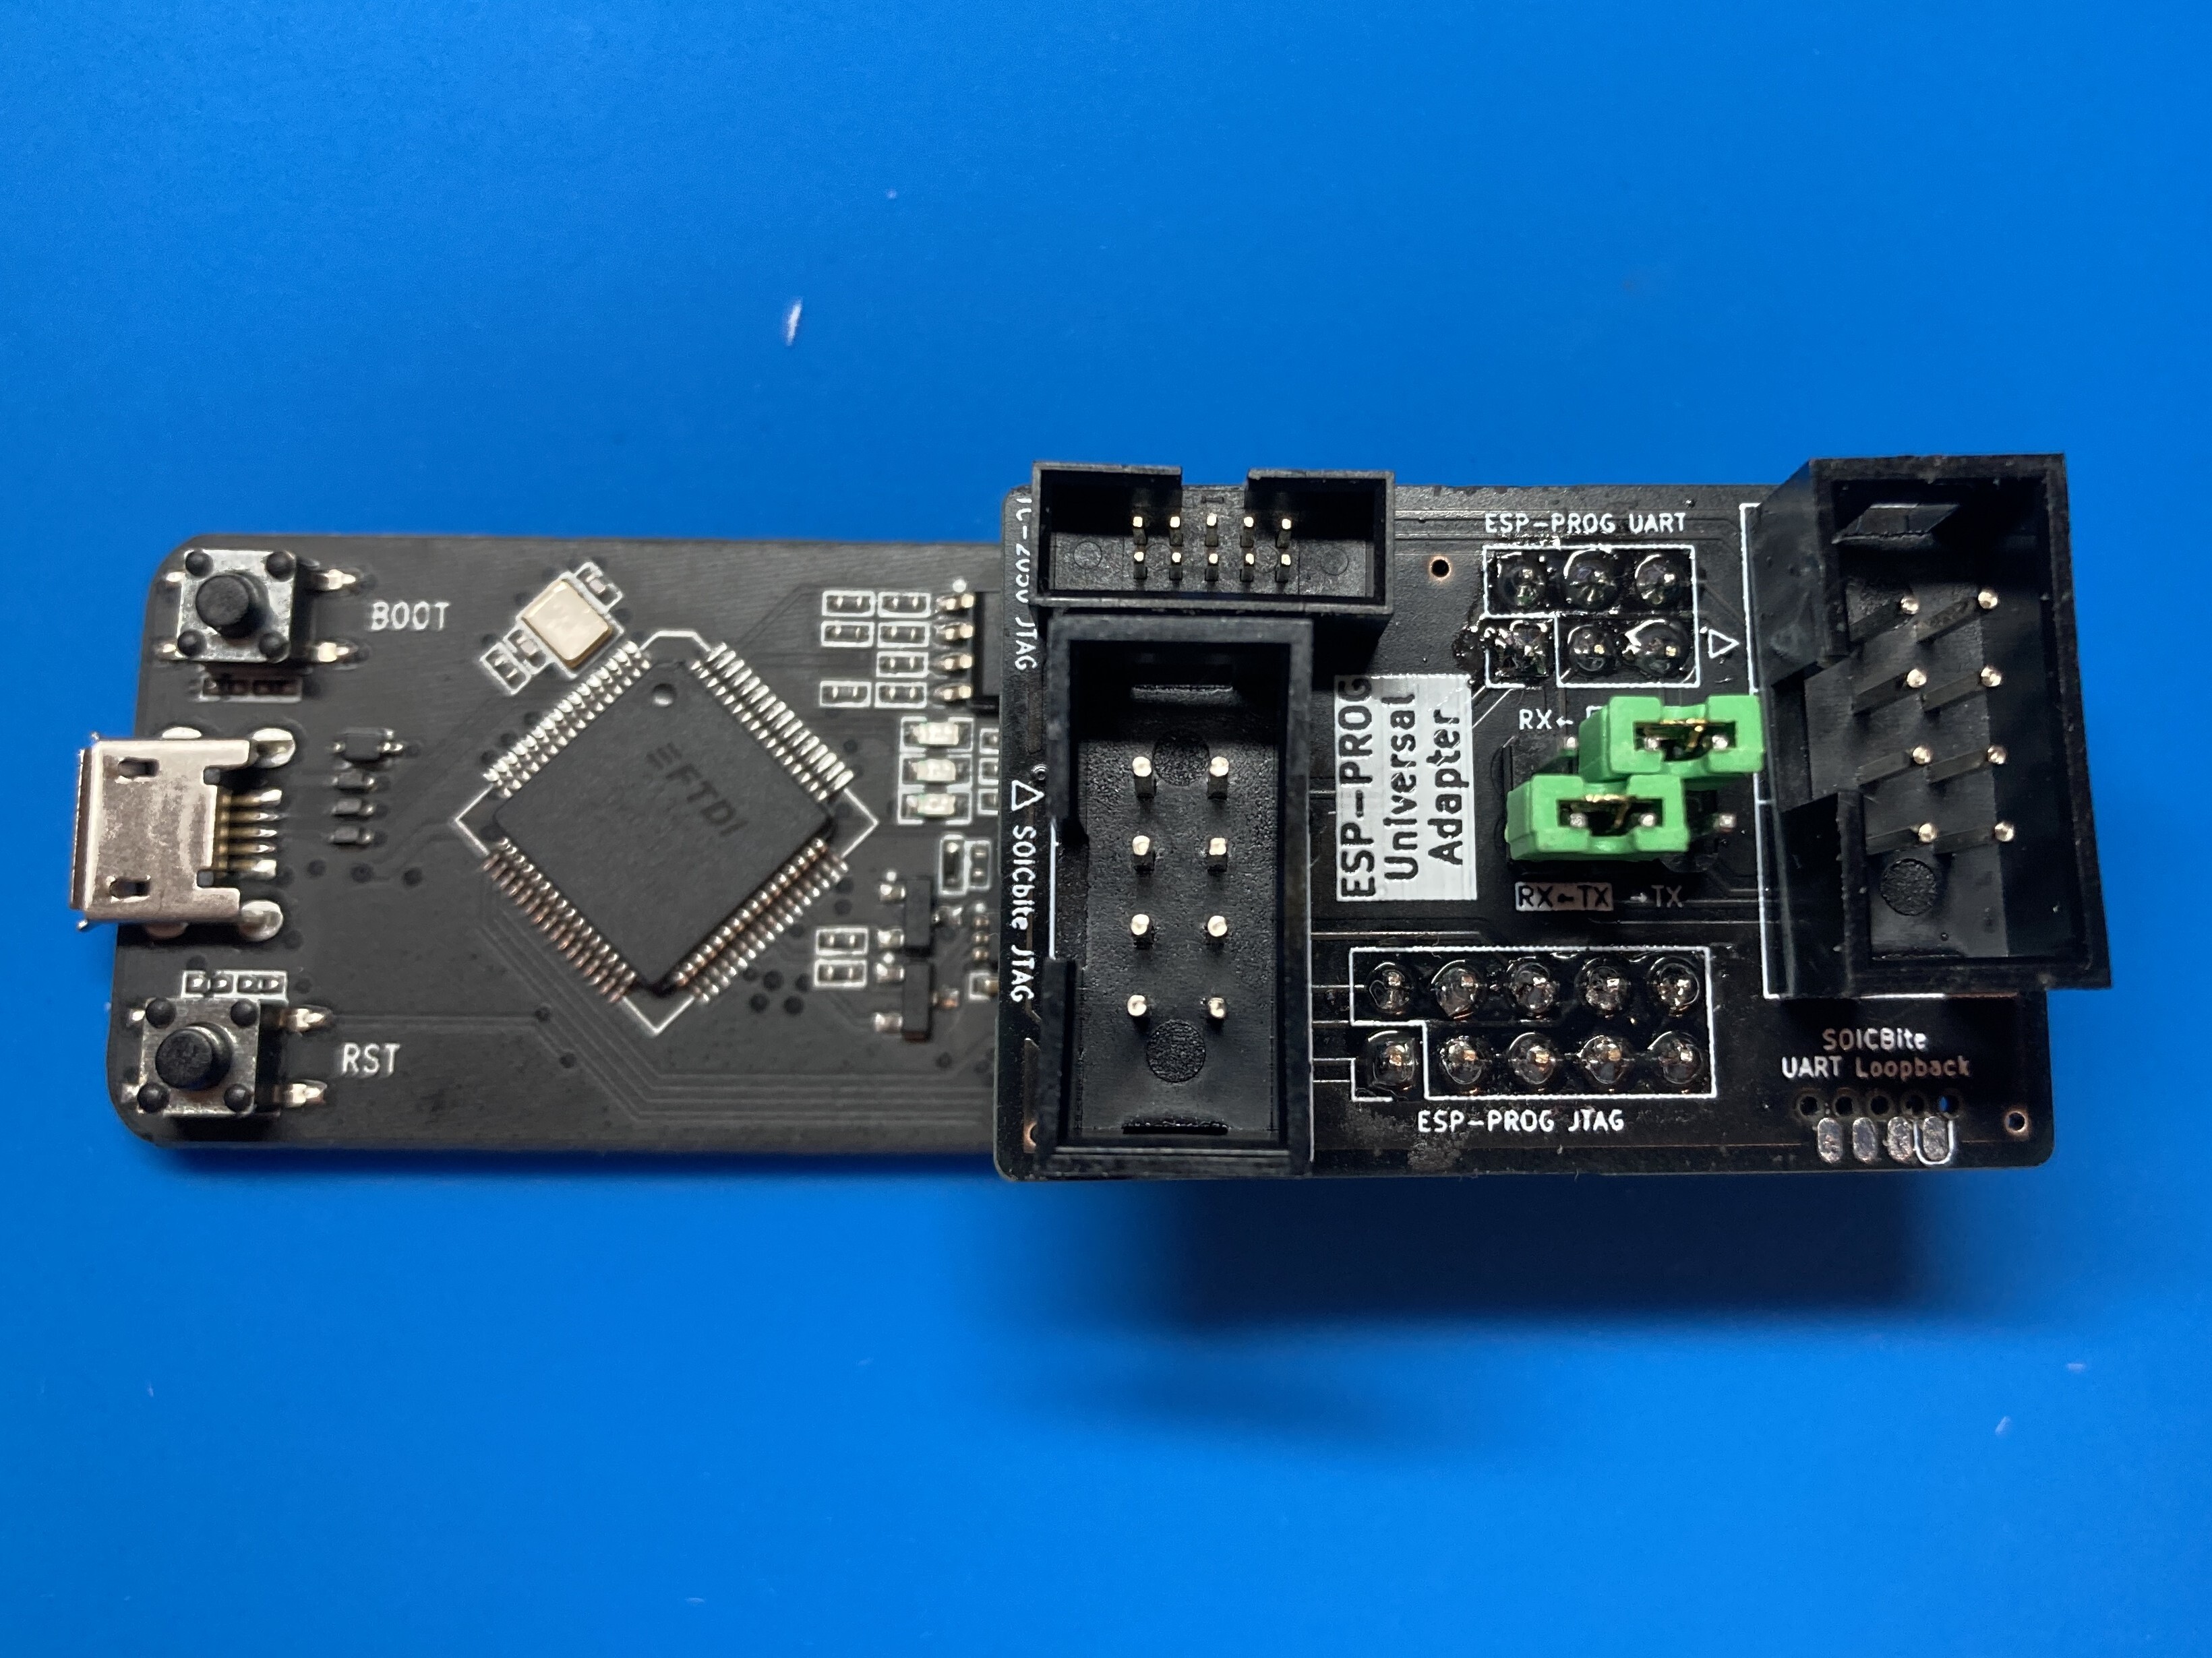 BOOT
RST
FTDI
JTAG
SOICbite JTAG
ESP-PROG UART
ESP-PROG
Universal
Adapter
RX←
RX←TX →TX
ESP-PROG JTAG
SOICBite
UART Loopback